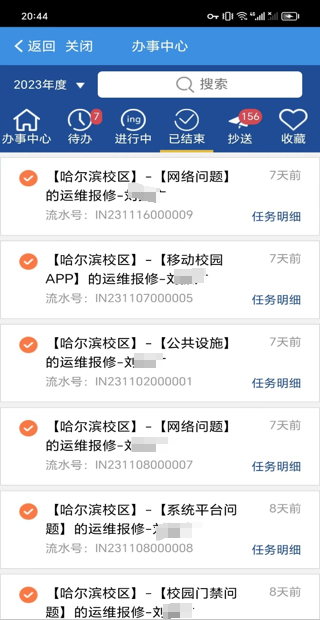 20:44
返回 关闭 办事中心
2023年度 搜索
办事中心 待办 7 进行中 ing 已结束 抄送 156 收藏
【哈尔滨校区】-【网络问题】 7天前
的运维报修-刘
流水号: IN231116000009 任务明细
【哈尔滨校区】-【移动校园 7天前
APP】的运维报修-刘
流水号: IN231107000005 任务明细
【哈尔滨校区】-【公共设施】 7天前
的运维报修-刘
流水号: IN231102000001 任务明细
【哈尔滨校区】-【网络问题】 7天前
的运维报修-刘
流水号: IN231108000007 任务明细
【哈尔滨校区】-【系统平台问 8天前
题】的运维报修-
流水号: IN231108000008 任务明细
【哈尔滨校区】-【校园门禁问 8天前
题】的运维报修-刘